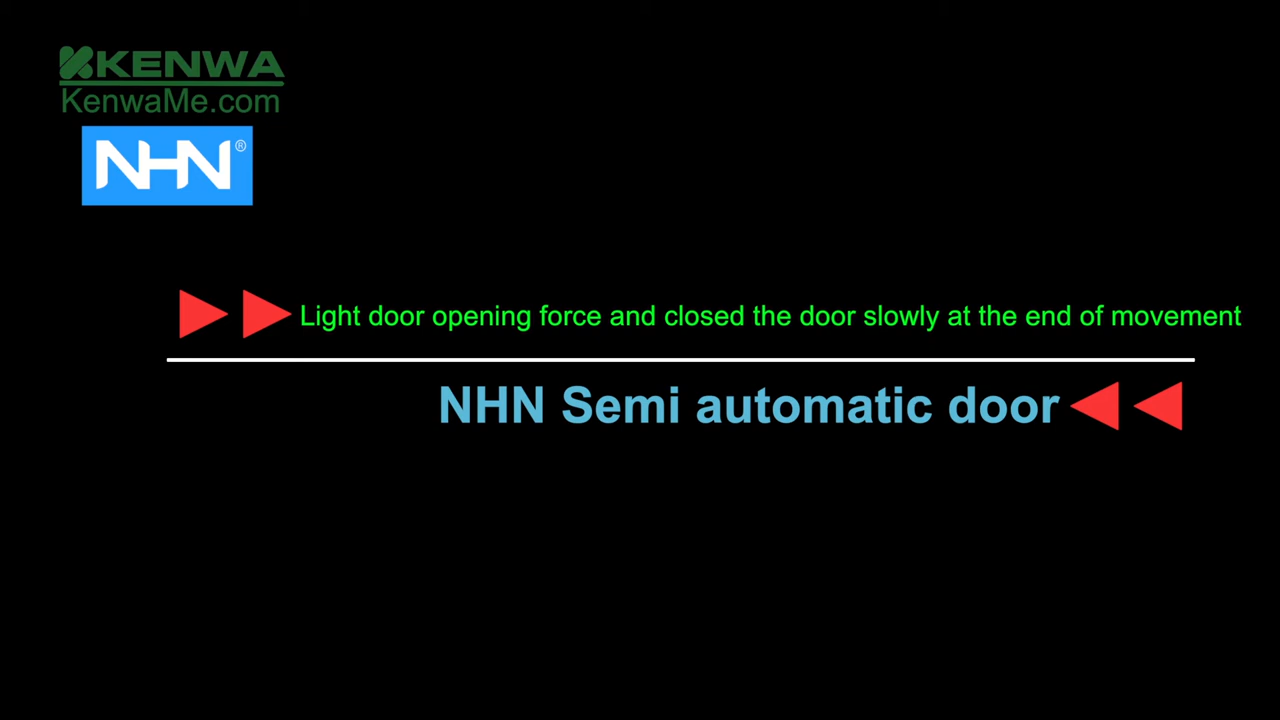 KENWA
KenwaMe.com
NHN®
Light door opening force and closed the door slowly at the end of movement
NHN Semi automatic door